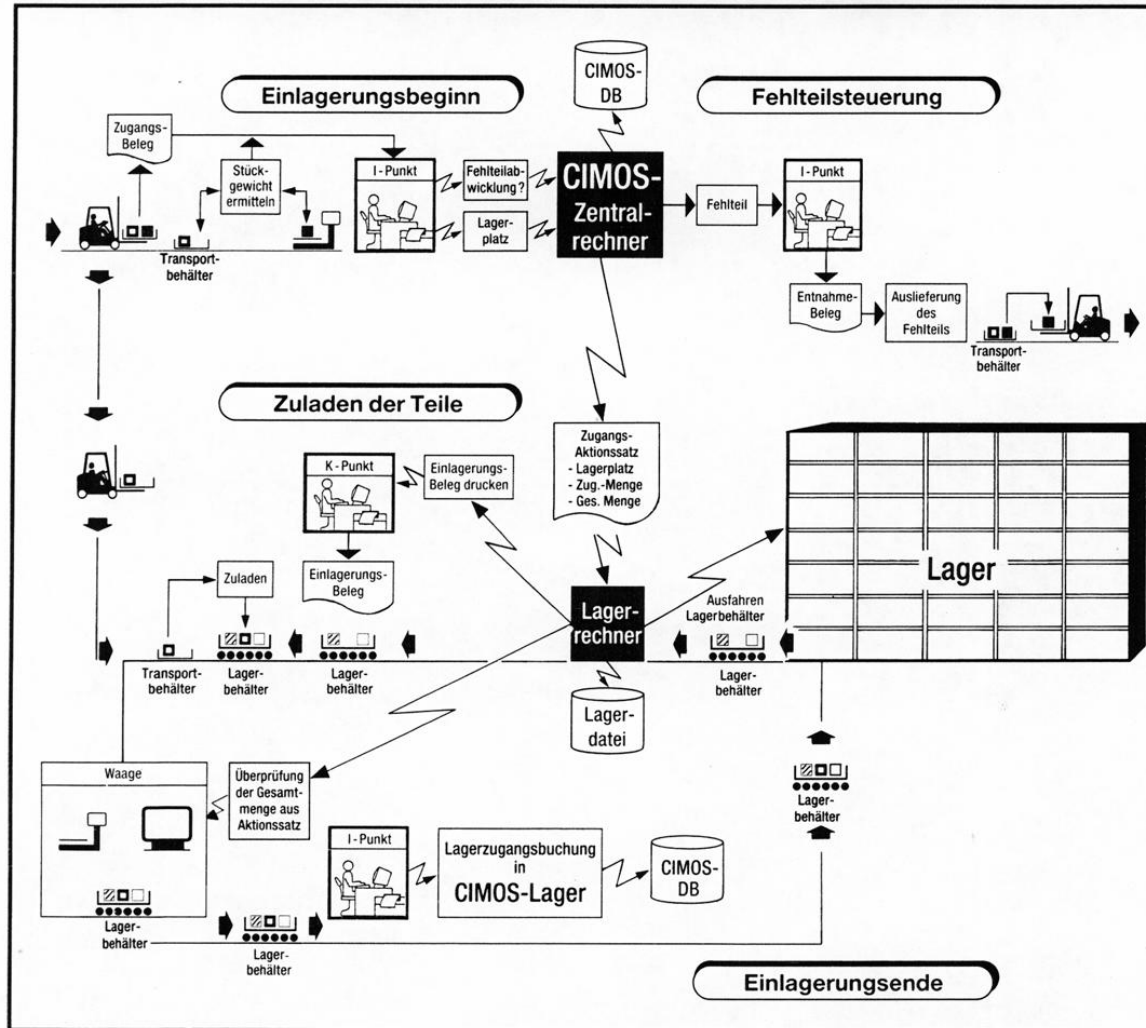 Einlagerungsbeginn
CIMOS-
DB
Fehlteilsteuerung
Zugangs-
Beleg
Stück-
gewicht
ermitteln
Transport-
behälter
I - Punkt
Fehlteilab-
wicklung ?
Lager-
platz
CIMOS-
Zentral-
rechner
Fehlteil
I - Punkt
Entnahme-
Beleg
Auslieferung
des
Fehlteils
Transport-
behälter
Zuladen der Teile
K - Punkt
Einlagerungs-
Beleg drucken
Einlagerungs-
Beleg
Zugangs-
Aktionssatz
- Lagerplatz
- Zug.-Menge
- Ges. Menge
Lager
Zuladen
Transport-
behälter
Lager-
behälter
Lager-
behälter
Lager-
rechner
Ausfahren
Lagerbehälter
Lager-
behälter
Lager-
datei
Waage
Überprüfung
der Gesamt-
menge aus
Aktionssatz
Lager-
behälter
Lager-
behälter
I - Punkt
Lagerzugangsbuchung
in
CIMOS-Lager
CIMOS-
DB
Lager-
behälter
Einlagerungsende